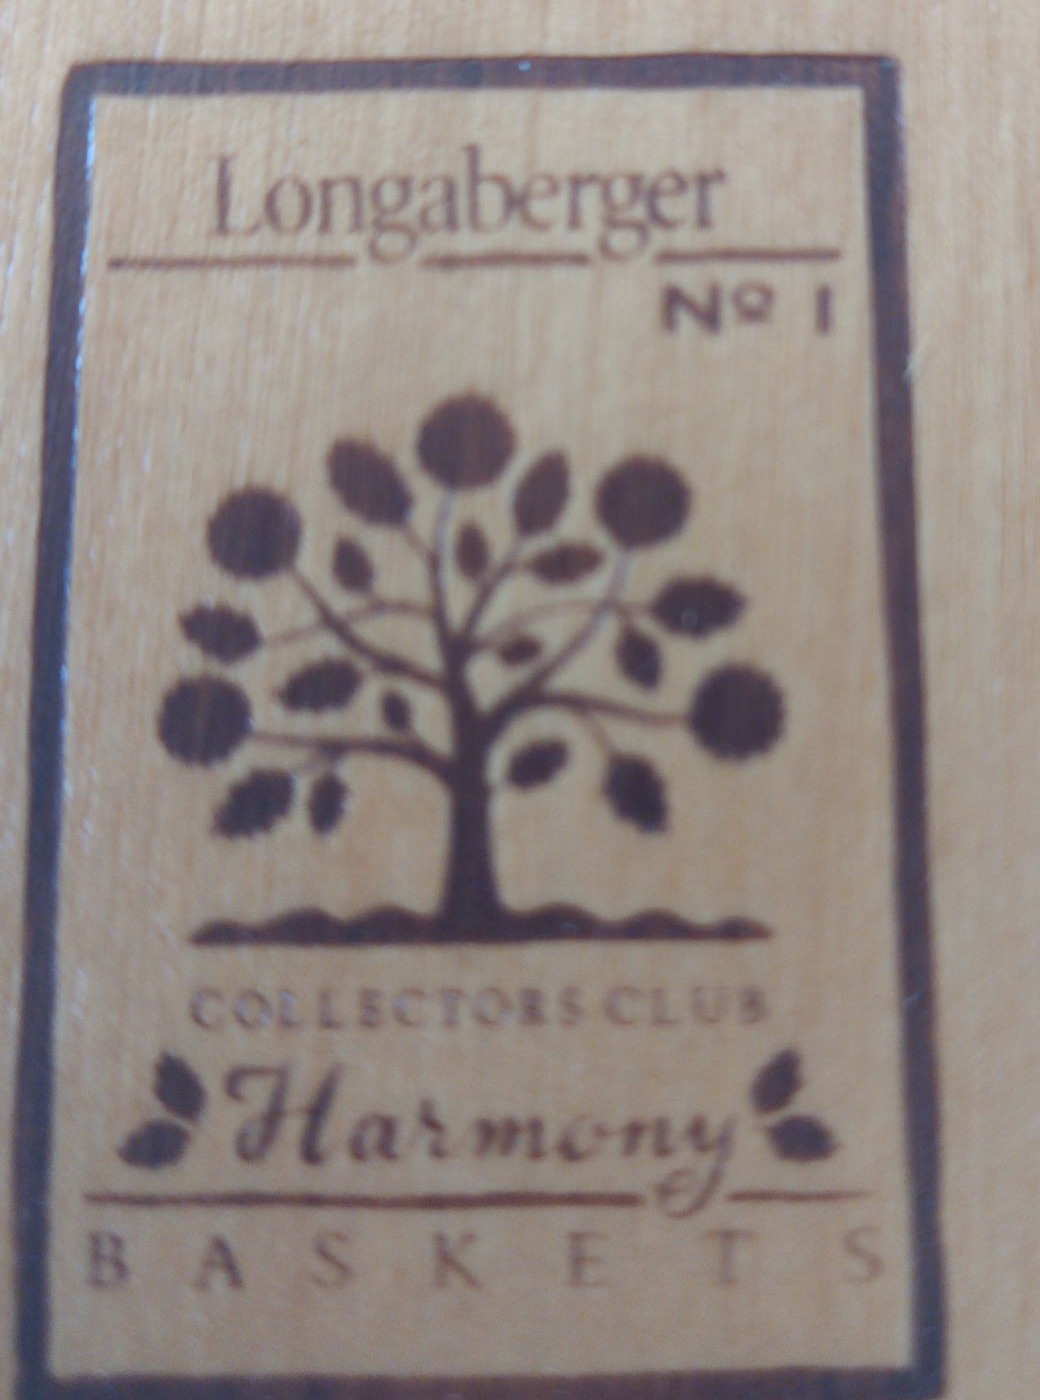 Longaberger
Nº 1
COLLECTORS CLUB
Harmony
BASKETS